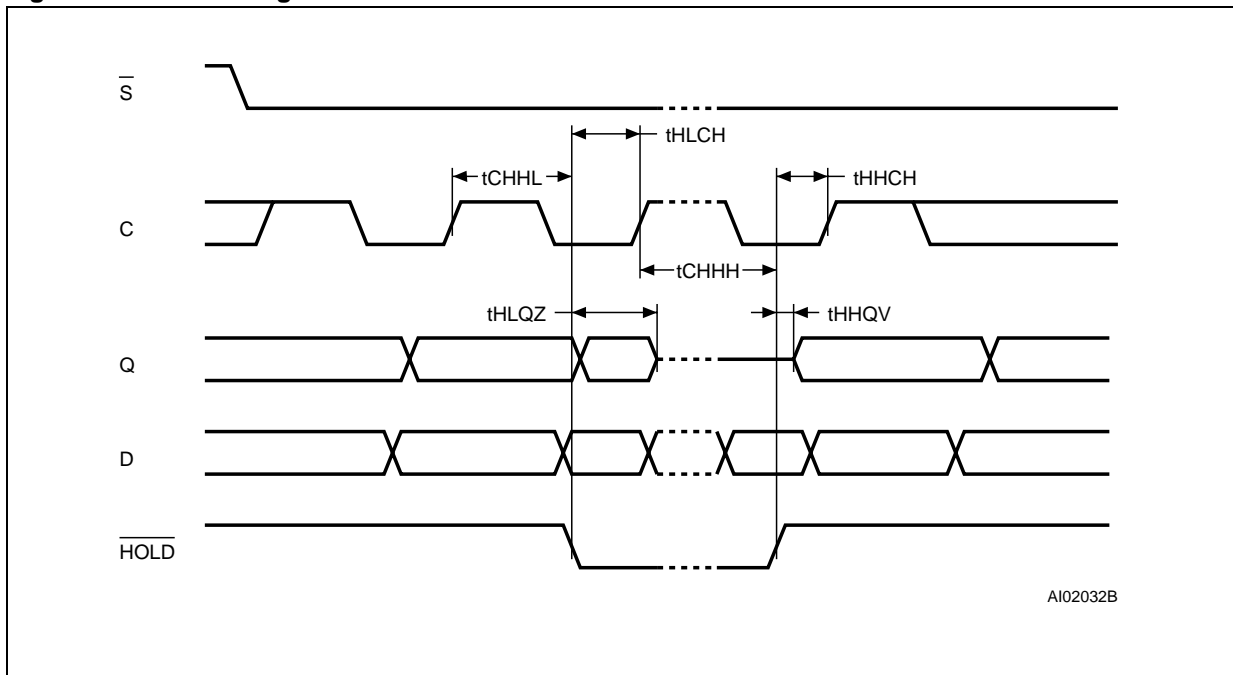 S
tHLCH
tCHHL
tHHCH
C
tCHHH
tHLQZ
tHHQV
Q
D
HOLD
AI02032B